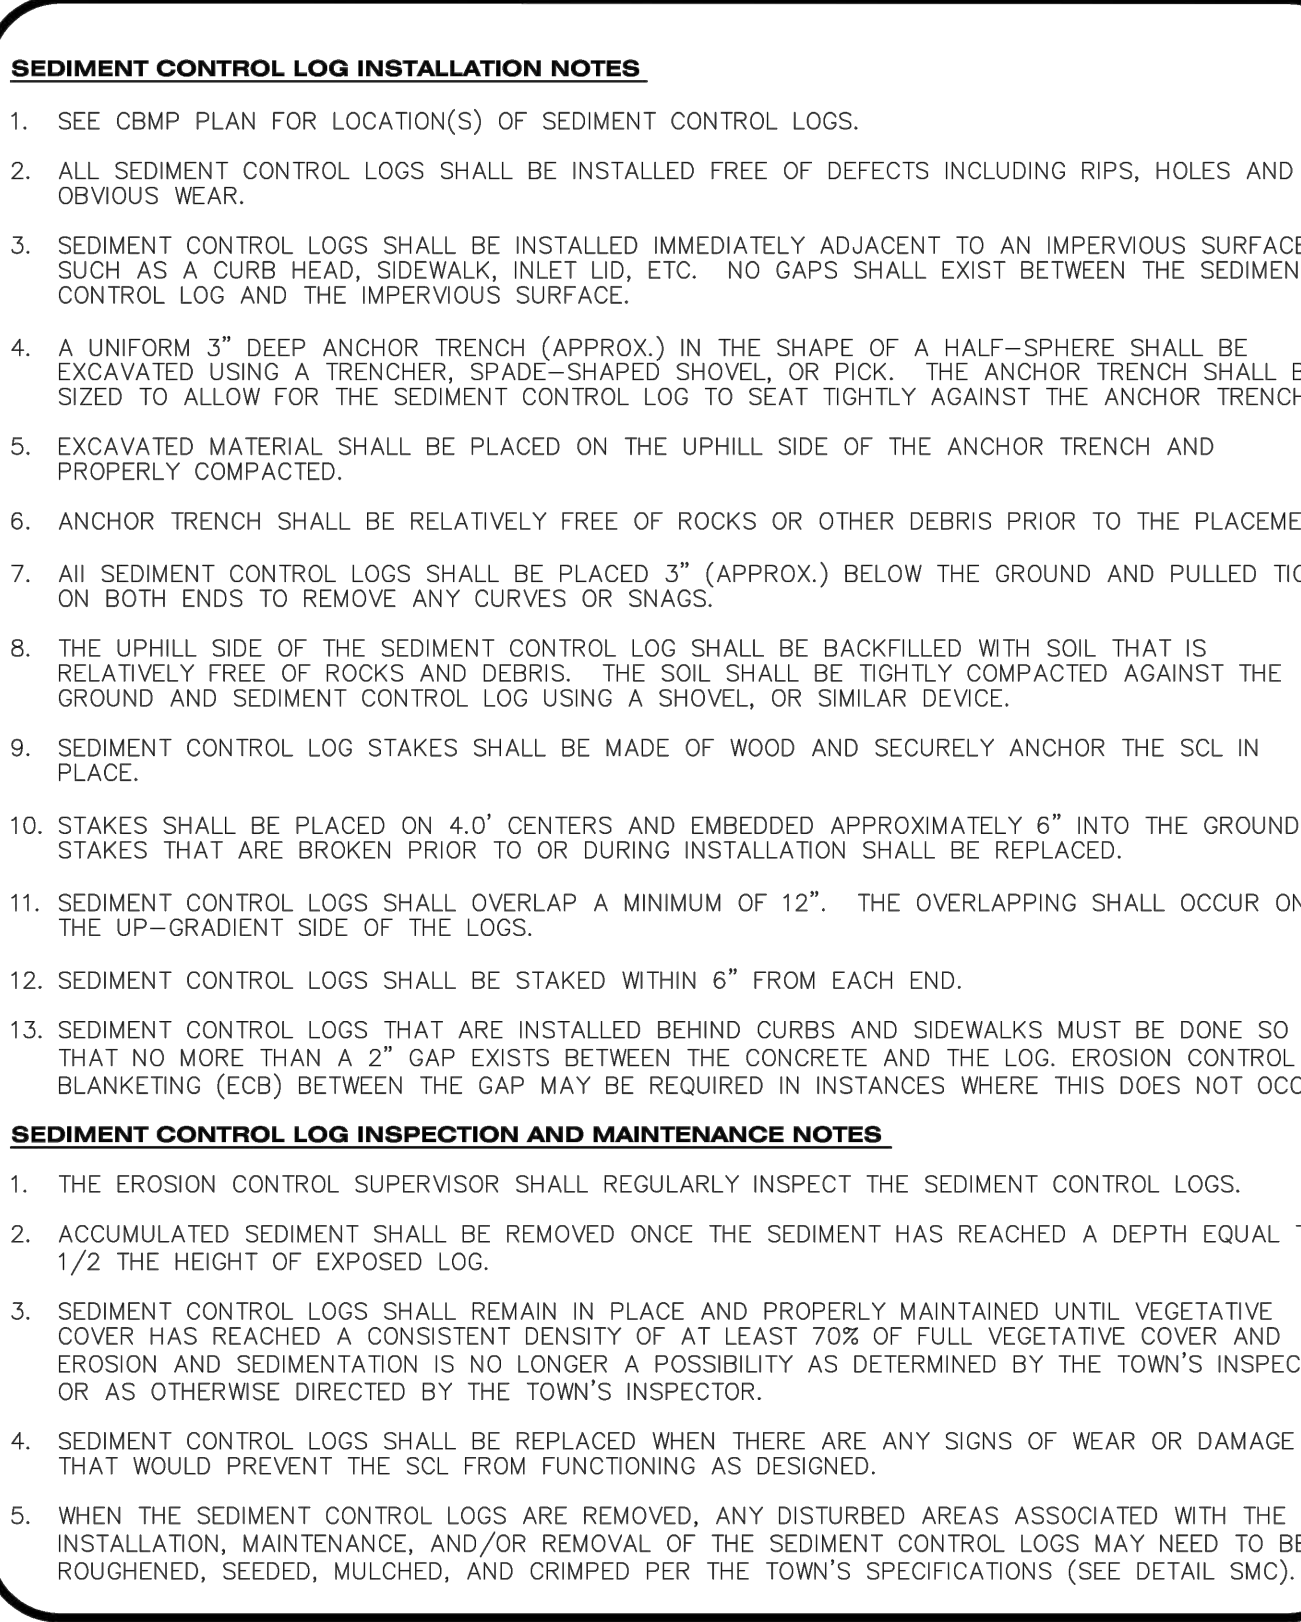 SEDIMENT CONTROL LOG INSTALLATION NOTES
1. SEE CBMP PLAN FOR LOCATION(S) OF SEDIMENT CONTROL LOGS.
2. ALL SEDIMENT CONTROL LOGS SHALL BE INSTALLED FREE OF DEFECTS INCLUDING RIPS, HOLES AND
OBVIOUS WEAR.
3. SEDIMENT CONTROL LOGS SHALL BE INSTALLED IMMEDIATELY ADJACENT TO AN IMPERVIOUS SURFACE
SUCH AS A CURB HEAD, SIDEWALK, INLET LID, ETC. NO GAPS SHALL EXIST BETWEEN THE SEDIMEN
CONTROL LOG AND THE IMPERVIOUS SURFACE.
4. A UNIFORM 3" DEEP ANCHOR TRENCH (APPROX.) IN THE SHAPE OF A HALF–SPHERE SHALL BE
EXCAVATED USING A TRENCHER, SPADE–SHAPED SHOVEL, OR PICK. THE ANCHOR TRENCH SHALL B
SIZED TO ALLOW FOR THE SEDIMENT CONTROL LOG TO SEAT TIGHTLY AGAINST THE ANCHOR TRENCH
5. EXCAVATED MATERIAL SHALL BE PLACED ON THE UPHILL SIDE OF THE ANCHOR TRENCH AND
PROPERLY COMPACTED.
6. ANCHOR TRENCH SHALL BE RELATIVELY FREE OF ROCKS OR OTHER DEBRIS PRIOR TO THE PLACEME
7. All SEDIMENT CONTROL LOGS SHALL BE PLACED 3" (APPROX.) BELOW THE GROUND AND PULLED TIG
ON BOTH ENDS TO REMOVE ANY CURVES OR SNAGS.
8. THE UPHILL SIDE OF THE SEDIMENT CONTROL LOG SHALL BE BACKFILLED WITH SOIL THAT IS
RELATIVELY FREE OF ROCKS AND DEBRIS. THE SOIL SHALL BE TIGHTLY COMPACTED AGAINST THE
GROUND AND SEDIMENT CONTROL LOG USING A SHOVEL, OR SIMILAR DEVICE.
9. SEDIMENT CONTROL LOG STAKES SHALL BE MADE OF WOOD AND SECURELY ANCHOR THE SCL IN
PLACE.
10. STAKES SHALL BE PLACED ON 4.0' CENTERS AND EMBEDDED APPROXIMATELY 6" INTO THE GROUND
STAKES THAT ARE BROKEN PRIOR TO OR DURING INSTALLATION SHALL BE REPLACED.
11. SEDIMENT CONTROL LOGS SHALL OVERLAP A MINIMUM OF 12". THE OVERLAPPING SHALL OCCUR ON
THE UP–GRADIENT SIDE OF THE LOGS.
12. SEDIMENT CONTROL LOGS SHALL BE STAKED WITHIN 6" FROM EACH END.
13. SEDIMENT CONTROL LOGS THAT ARE INSTALLED BEHIND CURBS AND SIDEWALKS MUST BE DONE SO
THAT NO MORE THAN A 2" GAP EXISTS BETWEEN THE CONCRETE AND THE LOG. EROSION CONTROL
BLANKETING (ECB) BETWEEN THE GAP MAY BE REQUIRED IN INSTANCES WHERE THIS DOES NOT OCC
SEDIMENT CONTROL LOG INSPECTION AND MAINTENANCE NOTES
1. THE EROSION CONTROL SUPERVISOR SHALL REGULARLY INSPECT THE SEDIMENT CONTROL LOGS.
2. ACCUMULATED SEDIMENT SHALL BE REMOVED ONCE THE SEDIMENT HAS REACHED A DEPTH EQUAL T
1/2 THE HEIGHT OF EXPOSED LOG.
3. SEDIMENT CONTROL LOGS SHALL REMAIN IN PLACE AND PROPERLY MAINTAINED UNTIL VEGETATIVE
COVER HAS REACHED A CONSISTENT DENSITY OF AT LEAST 70% OF FULL VEGETATIVE COVER AND
EROSION AND SEDIMENTATION IS NO LONGER A POSSIBILITY AS DETERMINED BY THE TOWN'S INSPEC
OR AS OTHERWISE DIRECTED BY THE TOWN'S INSPECTOR.
4. SEDIMENT CONTROL LOGS SHALL BE REPLACED WHEN THERE ARE ANY SIGNS OF WEAR OR DAMAGE
THAT WOULD PREVENT THE SCL FROM FUNCTIONING AS DESIGNED.
5. WHEN THE SEDIMENT CONTROL LOGS ARE REMOVED, ANY DISTURBED AREAS ASSOCIATED WITH THE
INSTALLATION, MAINTENANCE, AND/OR REMOVAL OF THE SEDIMENT CONTROL LOGS MAY NEED TO BE
ROUGHENED, SEEDED, MULCHED, AND CRIMPED PER THE TOWN'S SPECIFICATIONS (SEE DETAIL SMC).